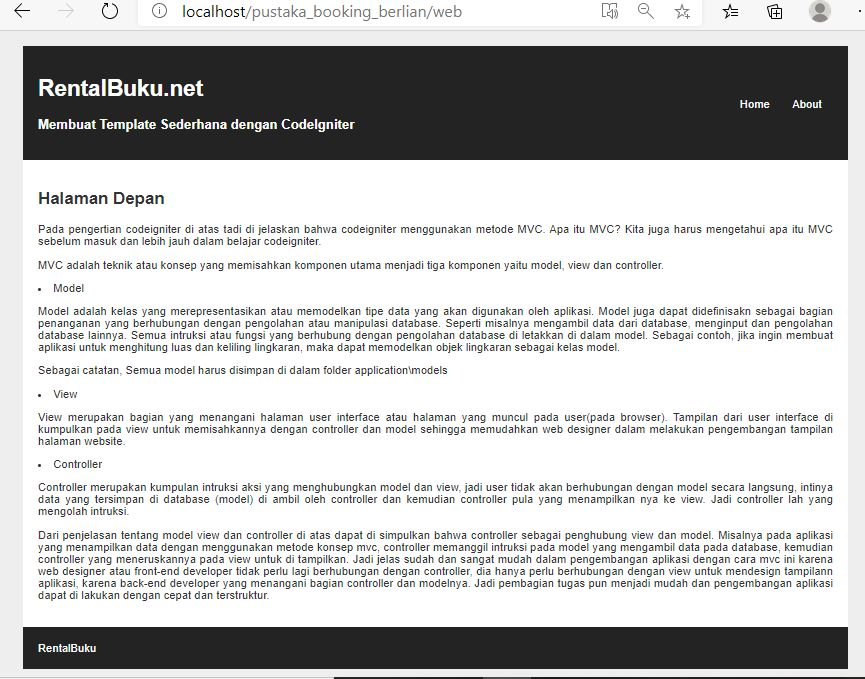 localhost/pustaka_booking_berlian/web
RentalBuku.net
Home About
Membuat Template Sederhana dengan CodeIgniter
Halaman Depan
Pada pengertian codeigniter di atas tadi di jelaskan bahwa codeigniter menggunakan metode MVC. Apa itu MVC? Kita juga harus mengetahui apa itu MVC
sebelum masuk dan lebih jauh dalam belajar codeigniter.
MVC adalah teknik atau konsep yang memisahkan komponen utama menjadi tiga komponen yaitu model, view dan controller.
• Model
Model adalah kelas yang merepresentasikan atau memodelkan tipe data yang akan digunakan oleh aplikasi. Model juga dapat didefinisakn sebagai bagian
penanganan yang berhubungan dengan pengolahan atau manipulasi database. Seperti misalnya mengambil data dari database, menginput dan pengolahan
database lainnya. Semua intruksi atau fungsi yang berhubung dengan pengolahan database di letakkan di dalam model. Sebagai contoh, jika ingin membuat
aplikasi untuk menghitung luas dan keliling lingkaran, maka dapat memodelkan objek lingkaran sebagai kelas model.
Sebagai catatan, Semua model harus disimpan di dalam folder application\models
• View
View merupakan bagian yang menangani halaman user interface atau halaman yang muncul pada user(pada browser). Tampilan dari user interface di
kumpulkan pada view untuk memisahkannya dengan controller dan model sehingga memudahkan web designer dalam melakukan pengembangan tampilan
halaman website.
• Controller
Controller merupakan kumpulan intruksi aksi yang menghubungkan model dan view, jadi user tidak akan berhubungan dengan model secara langsung, intinya
data yang tersimpan di database (model) di ambil oleh controller dan kemudian controller pula yang menampilkan nya ke view. Jadi controller lah yang
mengolah intruksi.
Dari penjelasan tentang model view dan controller di atas dapat di simpulkan bahwa controller sebagai penghubung view dan model. Misalnya pada aplikasi
yang menampilkan data dengan menggunakan metode konsep mvc, controller memanggil intruksi pada model yang mengambil data pada database, kemudian
controller yang meneruskannya pada view untuk di tampilkan. Jadi jelas sudah dan sangat mudah dalam pengembangan aplikasi dengan cara mvc ini karena
web designer atau front-end developer tidak perlu lagi berhubungan dengan controller, dia hanya perlu berhubungan dengan view untuk mendesign tampilann
aplikasi, karena back-end developer yang menangani bagian controller dan modelnya. Jadi pembagian tugas pun menjadi mudah dan pengembangan aplikasi
dapat di lakukan dengan cepat dan terstruktur.
RentalBuku